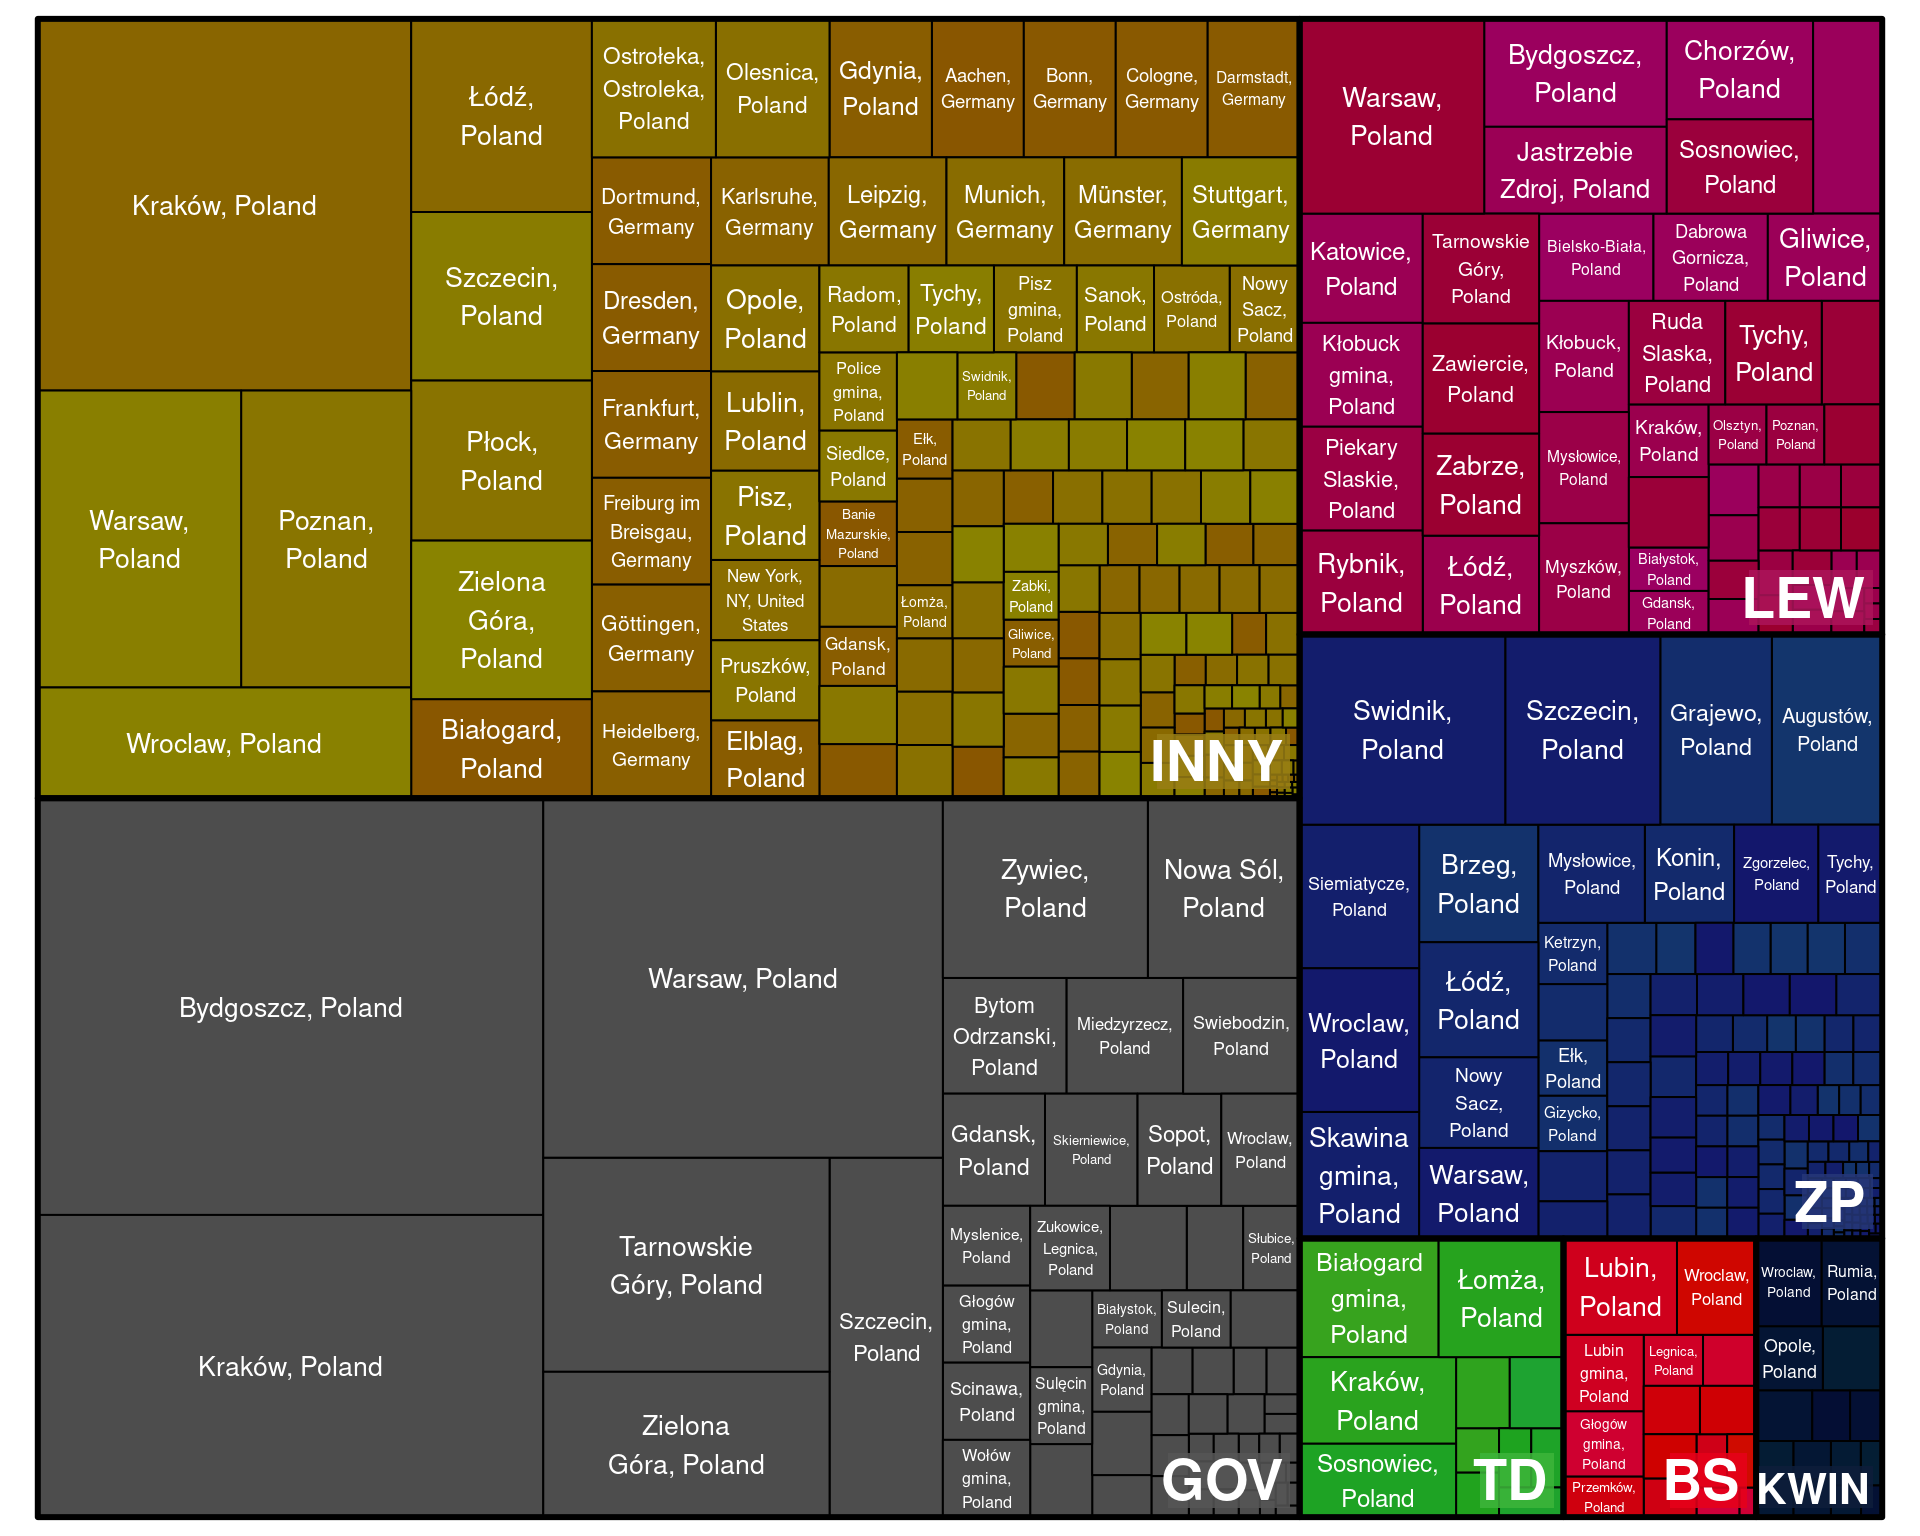 Kraków, Poland
Warsaw,
Poland
Poznan,
Poland
Wroclaw, Poland
Łódź,
Poland
Szczecin,
Poland
Płock,
Poland
Zielona
Góra,
Poland
Białogard,
Poland
Ostrołeka,
Ostroleka,
Poland
Olesnica,
Poland
Gdynia,
Poland
Aachen,
Germany
Bonn,
Germany
Cologne,
Germany
Darmstadt,
Germany
Dortmund,
Germany
Karlsruhe,
Germany
Leipzig,
Germany
Munich,
Germany
Münster,
Germany
Stuttgart,
Germany
Dresden,
Germany
Frankfurt,
Germany
Freiburg im
Breisgau,
Germany
Göttingen,
Germany
Heidelberg,
Germany
Opole,
Poland
Lublin,
Poland
Pisz,
Poland
New York,
NY, United
States
Pruszków,
Poland
Elblag,
Poland
Radom,
Poland
Tychy,
Poland
Pisz
gmina,
Poland
Sanok,
Poland
Ostróda,
Poland
Nowy
Sacz,
Poland
Police
gmina,
Poland
Swidnik,
Poland
Siedlce,
Poland
Ełk,
Poland
Banie
Mazurskie,
Poland
Gdansk,
Poland
Łomża,
Poland
Zabki,
Poland
Gliwice,
Poland
INNY
Warsaw,
Poland
Bydgoszcz,
Poland
Jastrzebie
Zdroj, Poland
Chorzów,
Poland
Sosnowiec,
Poland
Katowice,
Poland
Kłobuck
gmina,
Poland
Piekary
Slaskie,
Poland
Rybnik,
Poland
Tarnowskie
Góry,
Poland
Zawiercie,
Poland
Zabrze,
Poland
Łódź,
Poland
Bielsko-Biała,
Poland
Dabrowa
Gornicza,
Poland
Gliwice,
Poland
Kłobuck,
Poland
Mysłowice,
Poland
Myszków,
Poland
Ruda
Slaska,
Poland
Tychy,
Poland
Kraków,
Poland
Olsztyn,
Poland
Poznan,
Poland
Białystok,
Poland
Gdansk,
Poland
LEW
Bydgoszcz, Poland
Kraków, Poland
Warsaw, Poland
Tarnowskie
Góry, Poland
Zielona
Góra, Poland
Szczecin,
Poland
Zywiec,
Poland
Nowa Sól,
Poland
Bytom
Odrzanski,
Poland
Miedzyrzecz,
Poland
Swiebodzin,
Poland
Gdansk,
Poland
Skierniewice,
Poland
Sopot,
Poland
Wroclaw,
Poland
Myslenice,
Poland
Zukowice,
Legnica,
Poland
Słubice,
Poland
Głogów
gmina,
Poland
Scinawa,
Poland
Wołów
gmina,
Poland
Sulęcin
gmina,
Poland
Białystok,
Poland
Sulecin,
Poland
Gdynia,
Poland
GOV
Swidnik,
Poland
Szczecin,
Poland
Grajewo,
Poland
Augustów,
Poland
Siemiatycze,
Poland
Wroclaw,
Poland
Skawina
gmina,
Poland
Brzeg,
Poland
Łódź,
Poland
Nowy
Sacz,
Poland
Warsaw,
Poland
Mysłowice,
Poland
Konin,
Poland
Zgorzelec,
Poland
Tychy,
Poland
Ketrzyn,
Poland
Ełk,
Poland
Gizycko,
Poland
ZP
Białogard
gmina,
Poland
Łomża,
Poland
Kraków,
Poland
Sosnowiec,
Poland
TD
Lubin,
Poland
Wroclaw,
Poland
Lubin
gmina,
Poland
Legnica,
Poland
Głogów
gmina,
Poland
Przemków,
Poland
BS
Wroclaw,
Poland
Rumia,
Poland
Opole,
Poland
KWIN